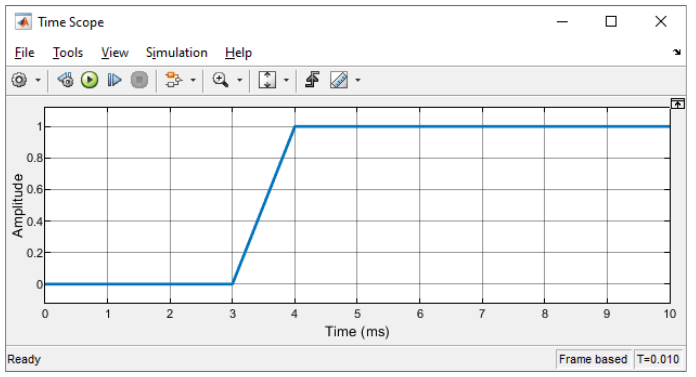 Time Scope
File Tools View Simulation Help
1
0.8
0.6
0.4
0.2
0
Amplitude
0 1 2 3 4 5 6 7 8 9 10
Time (ms)
Ready Frame based T=0.010